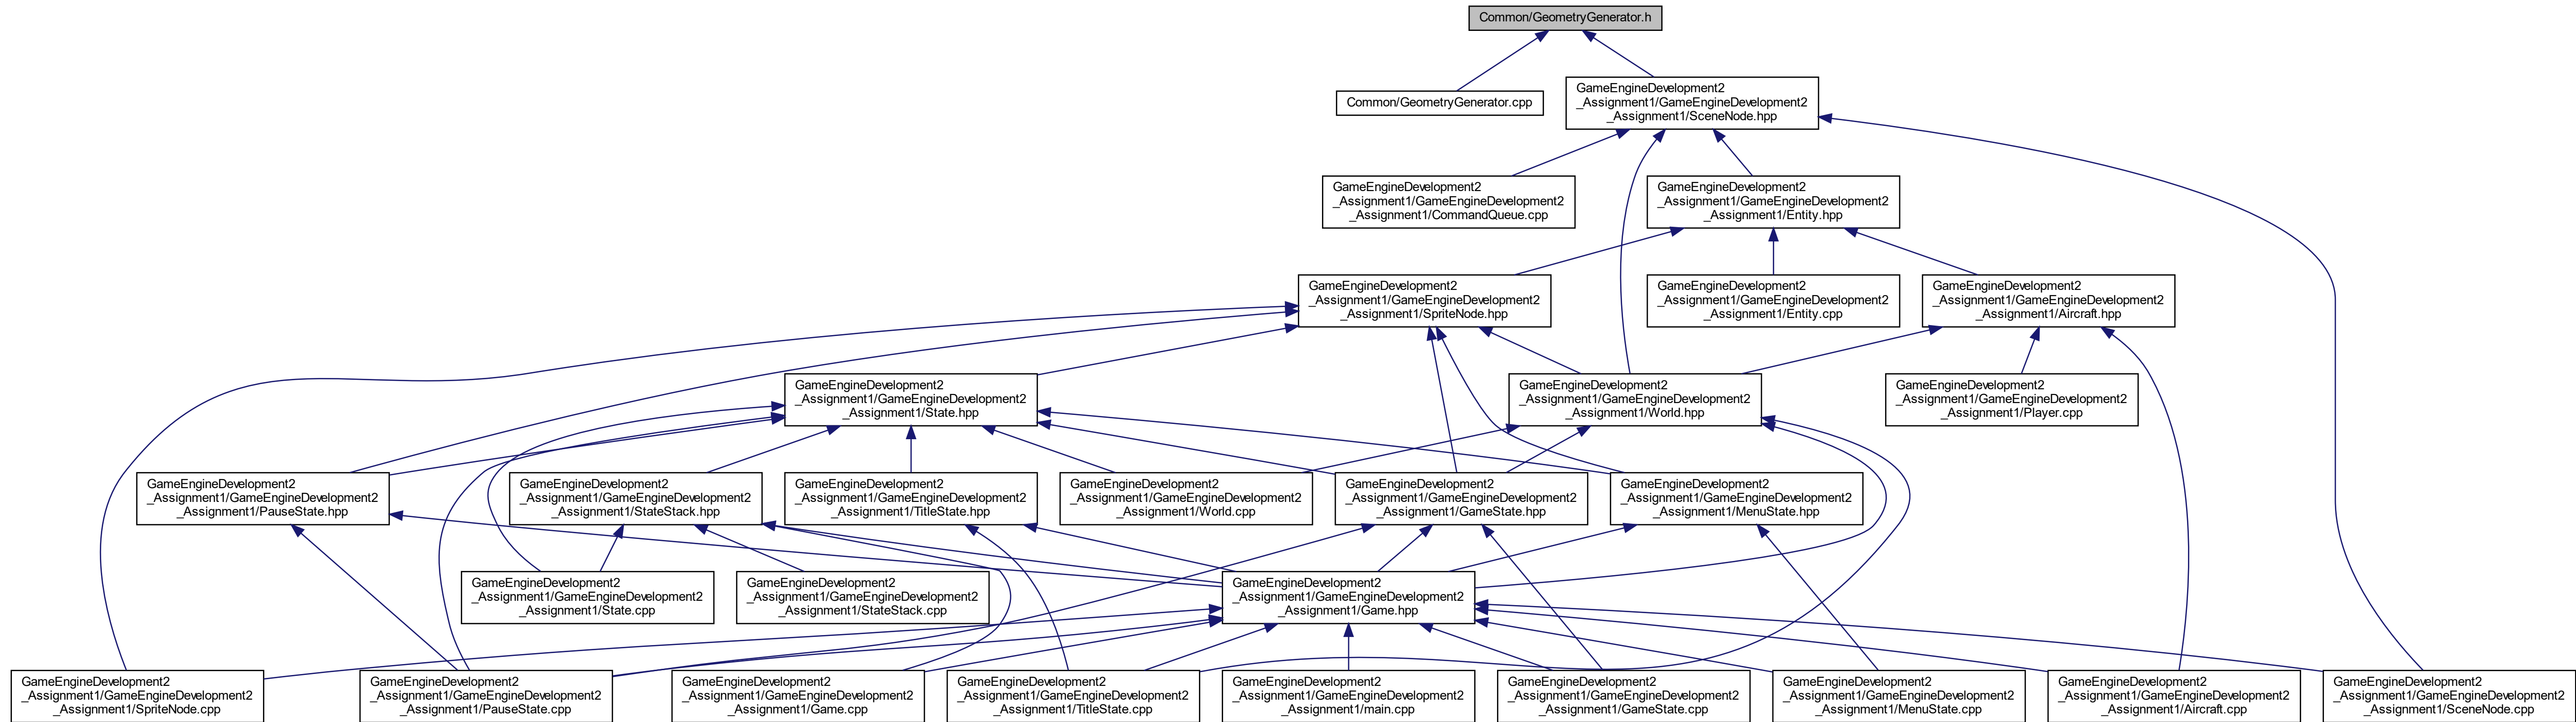 Common/GeometryGenerator.h
Common/GeometryGenerator.cpp
GameEngineDevelopment2
_Assignment1/GameEngineDevelopment2
_Assignment1/SceneNode.hpp
GameEngineDevelopment2
_Assignment1/GameEngineDevelopment2
_Assignment1/CommandQueue.cpp
GameEngineDevelopment2
_Assignment1/GameEngineDevelopment2
_Assignment1/Entity.hpp
GameEngineDevelopment2
_Assignment1/GameEngineDevelopment2
_Assignment1/SpriteNode.hpp
GameEngineDevelopment2
_Assignment1/GameEngineDevelopment2
_Assignment1/Entity.cpp
GameEngineDevelopment2
_Assignment1/GameEngineDevelopment2
_Assignment1/Aircraft.hpp
GameEngineDevelopment2
_Assignment1/GameEngineDevelopment2
_Assignment1/State.hpp
GameEngineDevelopment2
_Assignment1/GameEngineDevelopment2
_Assignment1/World.hpp
GameEngineDevelopment2
_Assignment1/GameEngineDevelopment2
_Assignment1/Player.cpp
GameEngineDevelopment2
_Assignment1/GameEngineDevelopment2
_Assignment1/PauseState.hpp
GameEngineDevelopment2
_Assignment1/GameEngineDevelopment2
_Assignment1/StateStack.hpp
GameEngineDevelopment2
_Assignment1/GameEngineDevelopment2
_Assignment1/TitleState.hpp
GameEngineDevelopment2
_Assignment1/GameEngineDevelopment2
_Assignment1/World.cpp
GameEngineDevelopment2
_Assignment1/GameEngineDevelopment2
_Assignment1/GameState.hpp
GameEngineDevelopment2
_Assignment1/GameEngineDevelopment2
_Assignment1/MenuState.hpp
GameEngineDevelopment2
_Assignment1/GameEngineDevelopment2
_Assignment1/State.cpp
GameEngineDevelopment2
_Assignment1/GameEngineDevelopment2
_Assignment1/StateStack.cpp
GameEngineDevelopment2
_Assignment1/GameEngineDevelopment2
_Assignment1/Game.hpp
GameEngineDevelopment2
_Assignment1/GameEngineDevelopment2
_Assignment1/SpriteNode.cpp
GameEngineDevelopment2
_Assignment1/GameEngineDevelopment2
_Assignment1/PauseState.cpp
GameEngineDevelopment2
_Assignment1/GameEngineDevelopment2
_Assignment1/Game.cpp
GameEngineDevelopment2
_Assignment1/GameEngineDevelopment2
_Assignment1/TitleState.cpp
GameEngineDevelopment2
_Assignment1/GameEngineDevelopment2
_Assignment1/main.cpp
GameEngineDevelopment2
_Assignment1/GameEngineDevelopment2
_Assignment1/GameState.cpp
GameEngineDevelopment2
_Assignment1/GameEngineDevelopment2
_Assignment1/MenuState.cpp
GameEngineDevelopment2
_Assignment1/GameEngineDevelopment2
_Assignment1/Aircraft.cpp
GameEngineDevelopment2
_Assignment1/GameEngineDevelopment2
_Assignment1/SceneNode.cpp